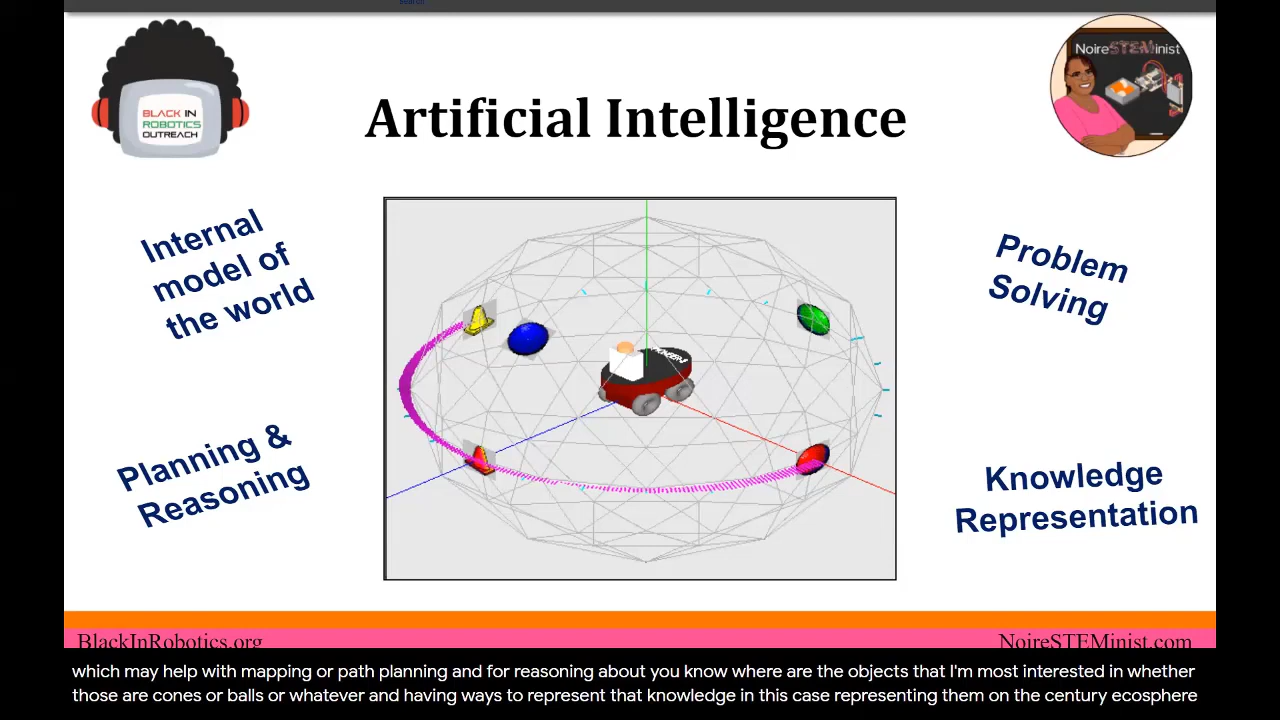 search
BLACK IN
ROBOTICS
OUTREACH
NoireSTEMinist
Artificial Intelligence
Internal
model of
the world
Problem
Solving
Planning &
Reasoning
Knowledge
Representation
BlackInRobotics.org
NoireSTEMinist.com
which may help with mapping or path planning and for reasoning about you know where are the objects that I'm most interested in whether
those are cones or balls or whatever and having ways to represent that knowledge in this case representing them on the century ecosphere